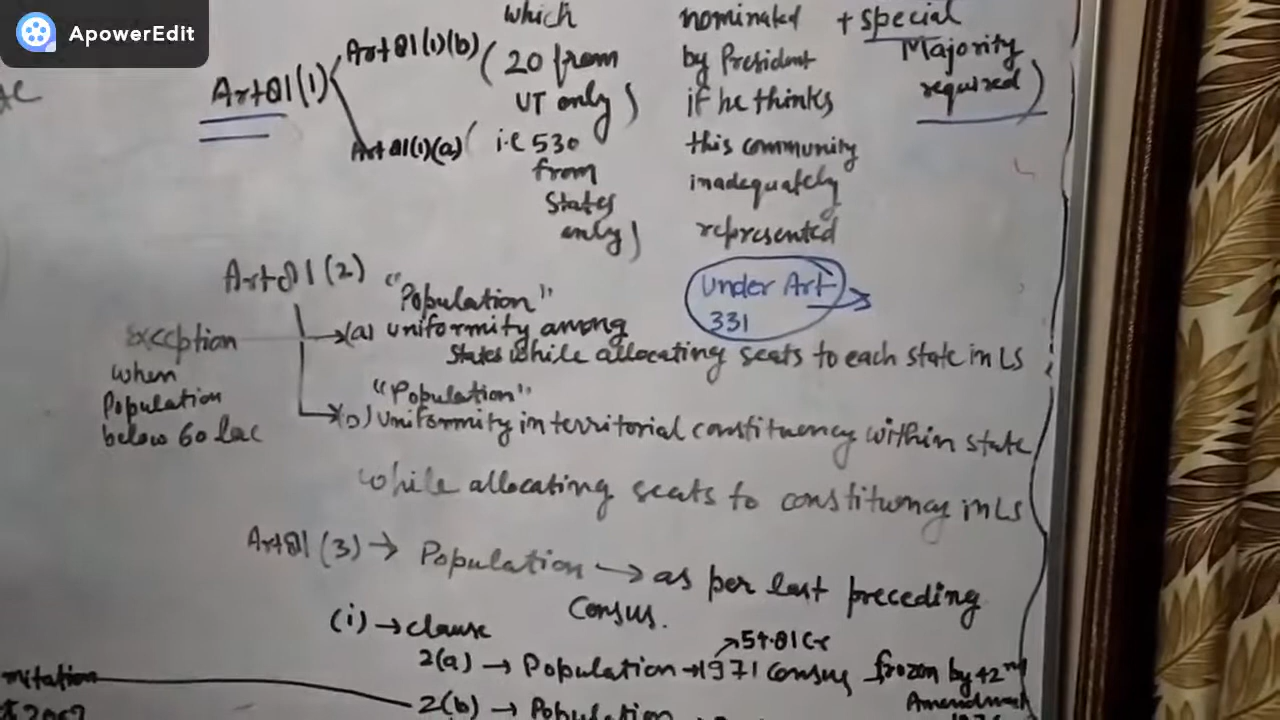 ApowerEdit
which
20 from
UT only)
nominated
by President
if he thinks
this community
inadequately
represented
+ special
Majority
required)
Art 81(1)
Art 81(1)(b) (
Art 81(1)(a) (
i.e 530
from
States
only)
Under Art
331
Art 81(2)
"Population"
(a) uniformity among
States while allocating seats to each state in LS
Exception
when
Population
below 60 lac
"Population"
(b) uniformity in territorial constituency within state
while allocating seats to constituency in LS
Art 81 (3) → Population → as per last preceding
Census.
(i) → clause
2(a) → Population → 1971 Census frozen by 42nd
Amendment
2(b) → Population